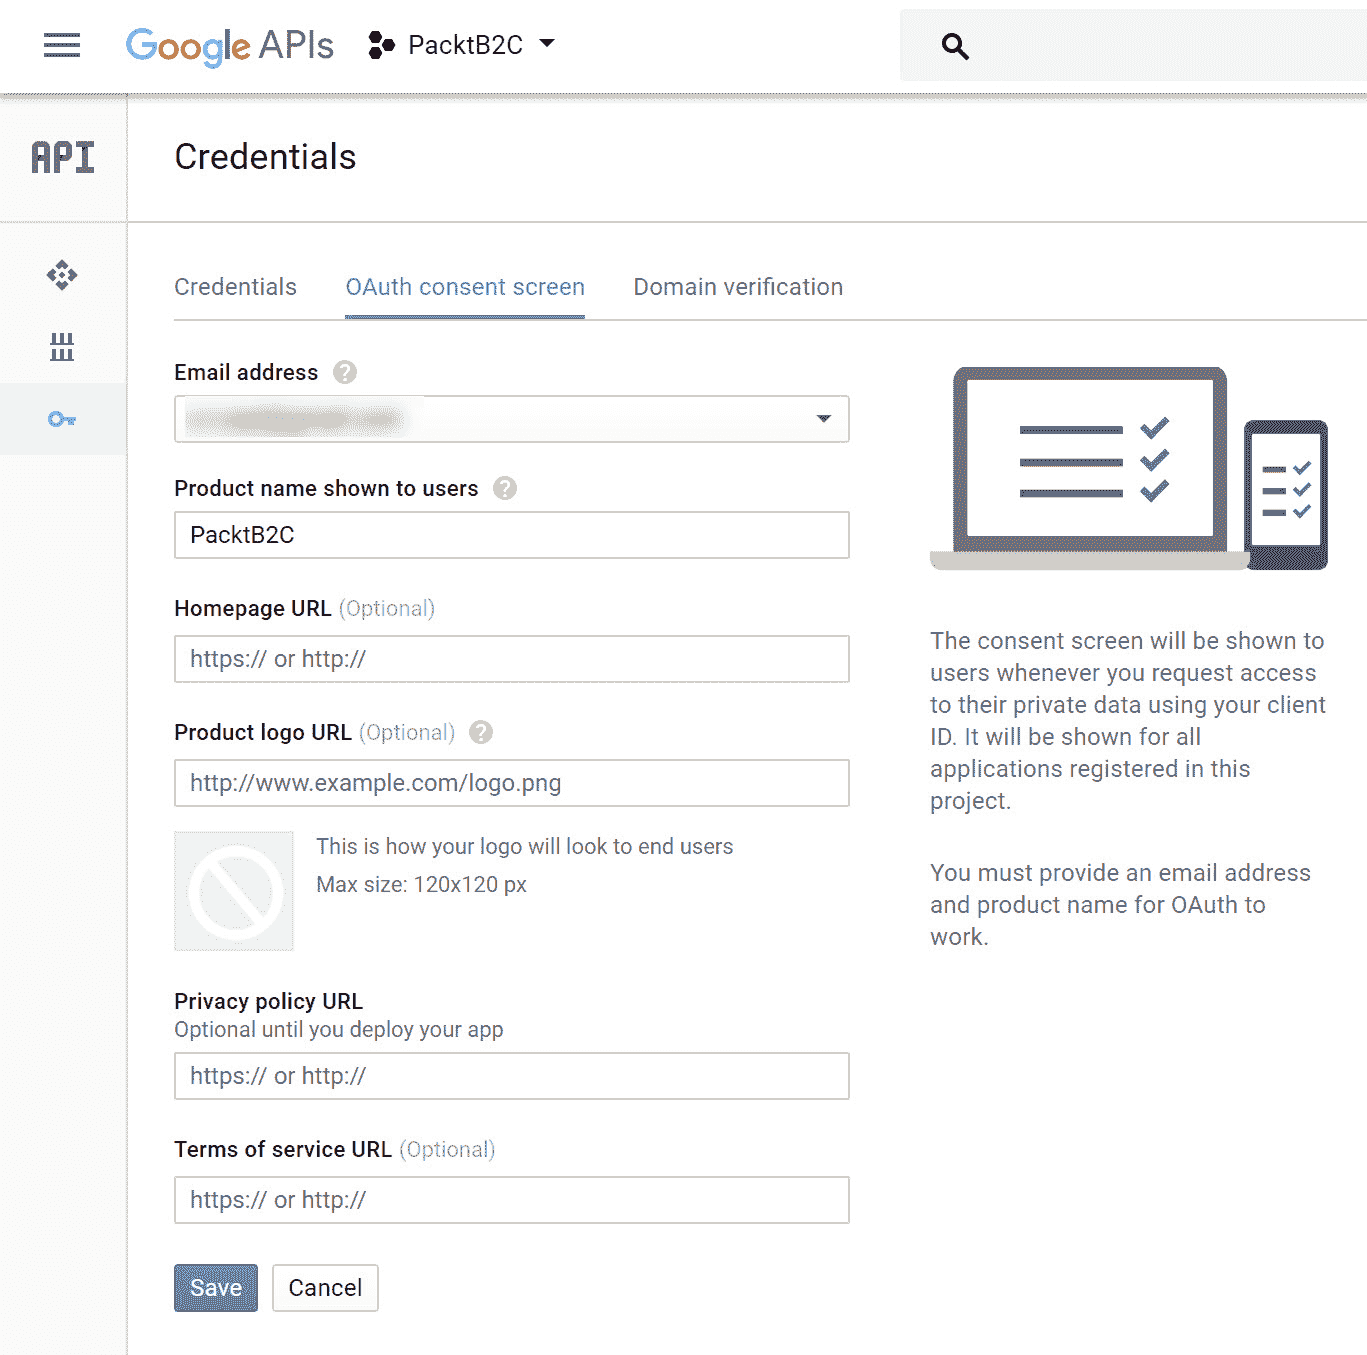 Google APIs PacktB2C
API
Credentials
Credentials OAuth consent screen Domain verification
Email address ?
Product name shown to users ?
PacktB2C
Homepage URL (Optional)
https:// or http://
Product logo URL (Optional) ?
http://www.example.com/logo.png
This is how your logo will look to end users
Max size: 120x120 px
Privacy policy URL
Optional until you deploy your app
https:// or http://
Terms of service URL (Optional)
https:// or http://
Save Cancel
The consent screen will be shown to
users whenever you request access
to their private data using your client
ID. It will be shown for all
applications registered in this
project.
You must provide an email address
and product name for OAuth to
work.